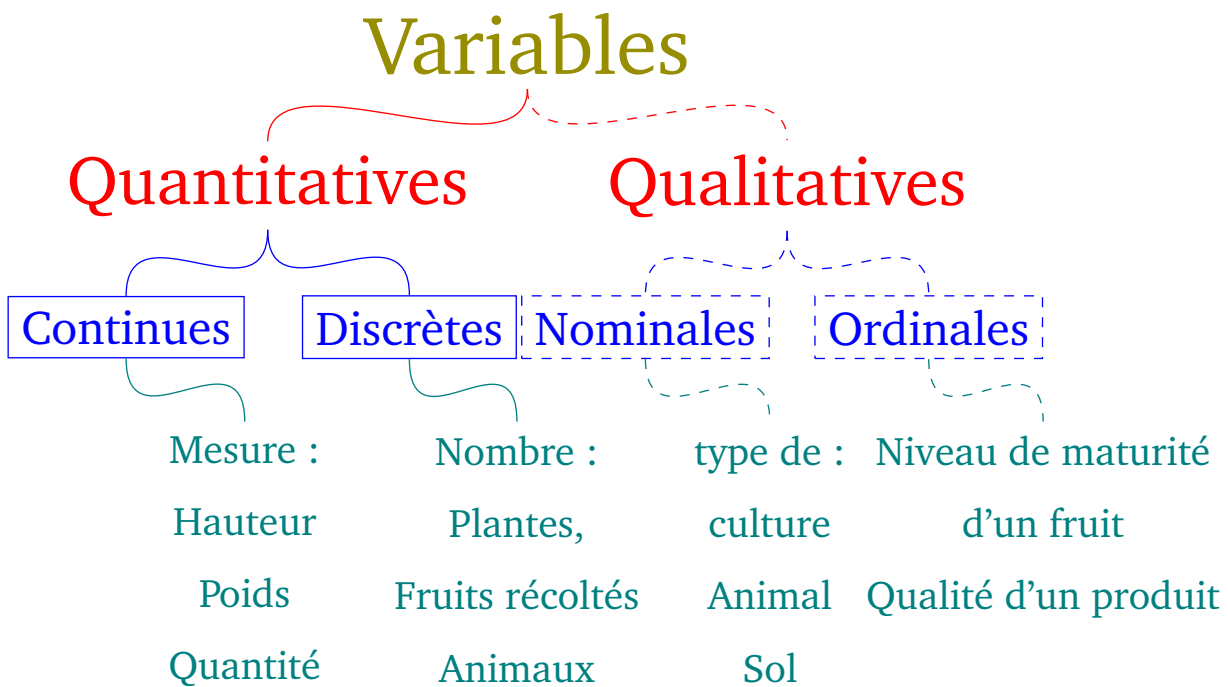 Variables
Quantitatives
Qualitatives
Continues
Discrètes
Nominales
Ordinales
Mesure :
Hauteur
Poids
Quantité
Nombre :
Plantes,
Fruits récoltés
Animaux
type de :
culture
Animal
Sol
Niveau de maturité
d’un fruit
Qualité d’un produit